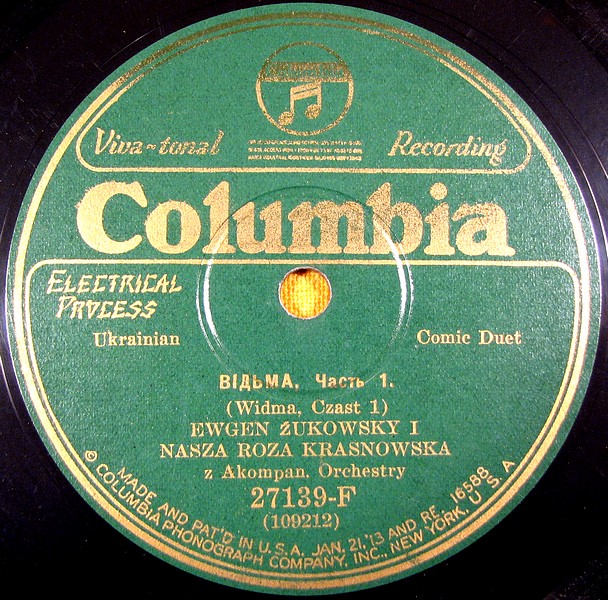 Viva-tonal Recording
Columbia
ELECTRICAL
PROCESS
Ukrainian Comic Duet
ВІДЬМА, Часть 1.
(Widma, Czast 1)
EWGEN ŻUKOWSKY I
NASZA ROZA KRASNOWSKA
z Akompan. Orchestry
27139-F
(109212)
MADE AND PAT'D IN U.S.A. JAN. 21,'13 AND RE. 16588
© COLUMBIA PHONOGRAPH COMPANY, INC., NEW YORK, U.S.A